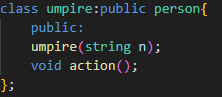 class umpire:public person{
    public:
    umpire(string n);
    void action();
};